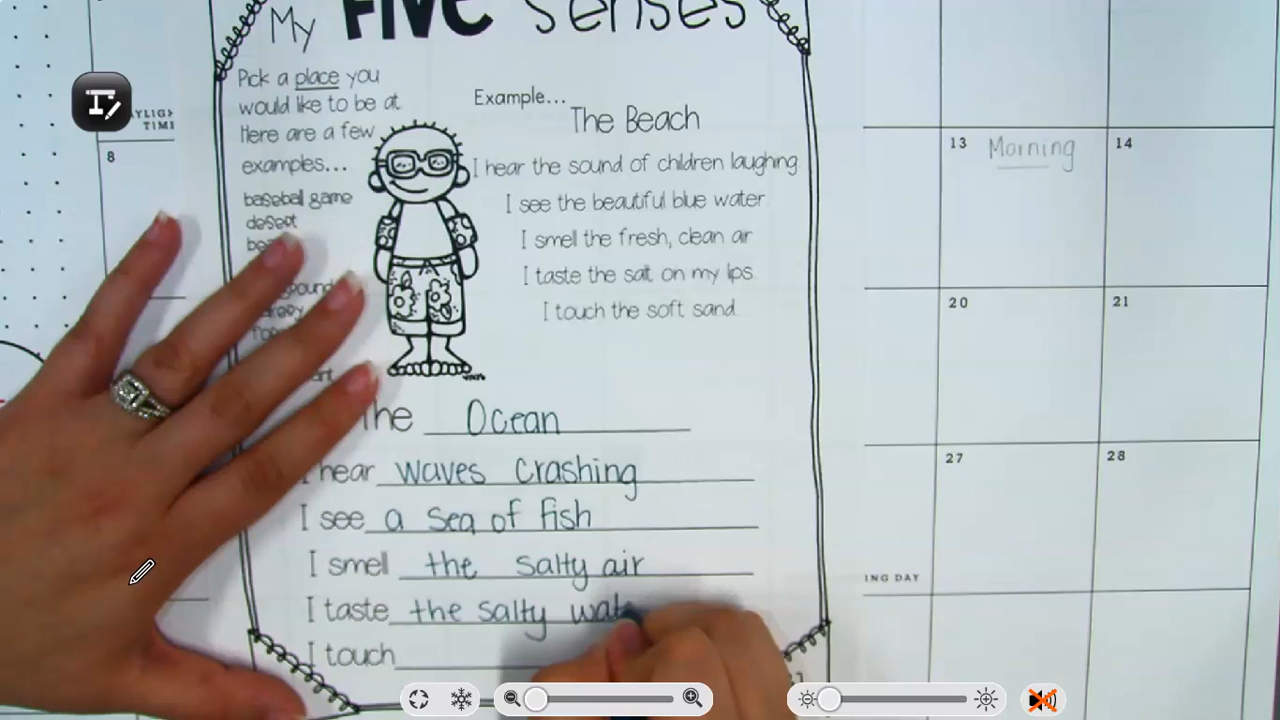 My FIVE Senses
Pick a place you
would like to be at
Here are a few
examples...
baseball game
desert
Example...
The Beach
I hear the sound of children laughing
I see the beautiful blue water
I smell the fresh, clean air
I taste the salt on my lips
I touch the soft sand
The Ocean
I hear waves crashing
I see a sea of fish
I smell the salty air
I taste the salty wat
I touch
8
13 Morning
14
20
21
27
28
ING DAY